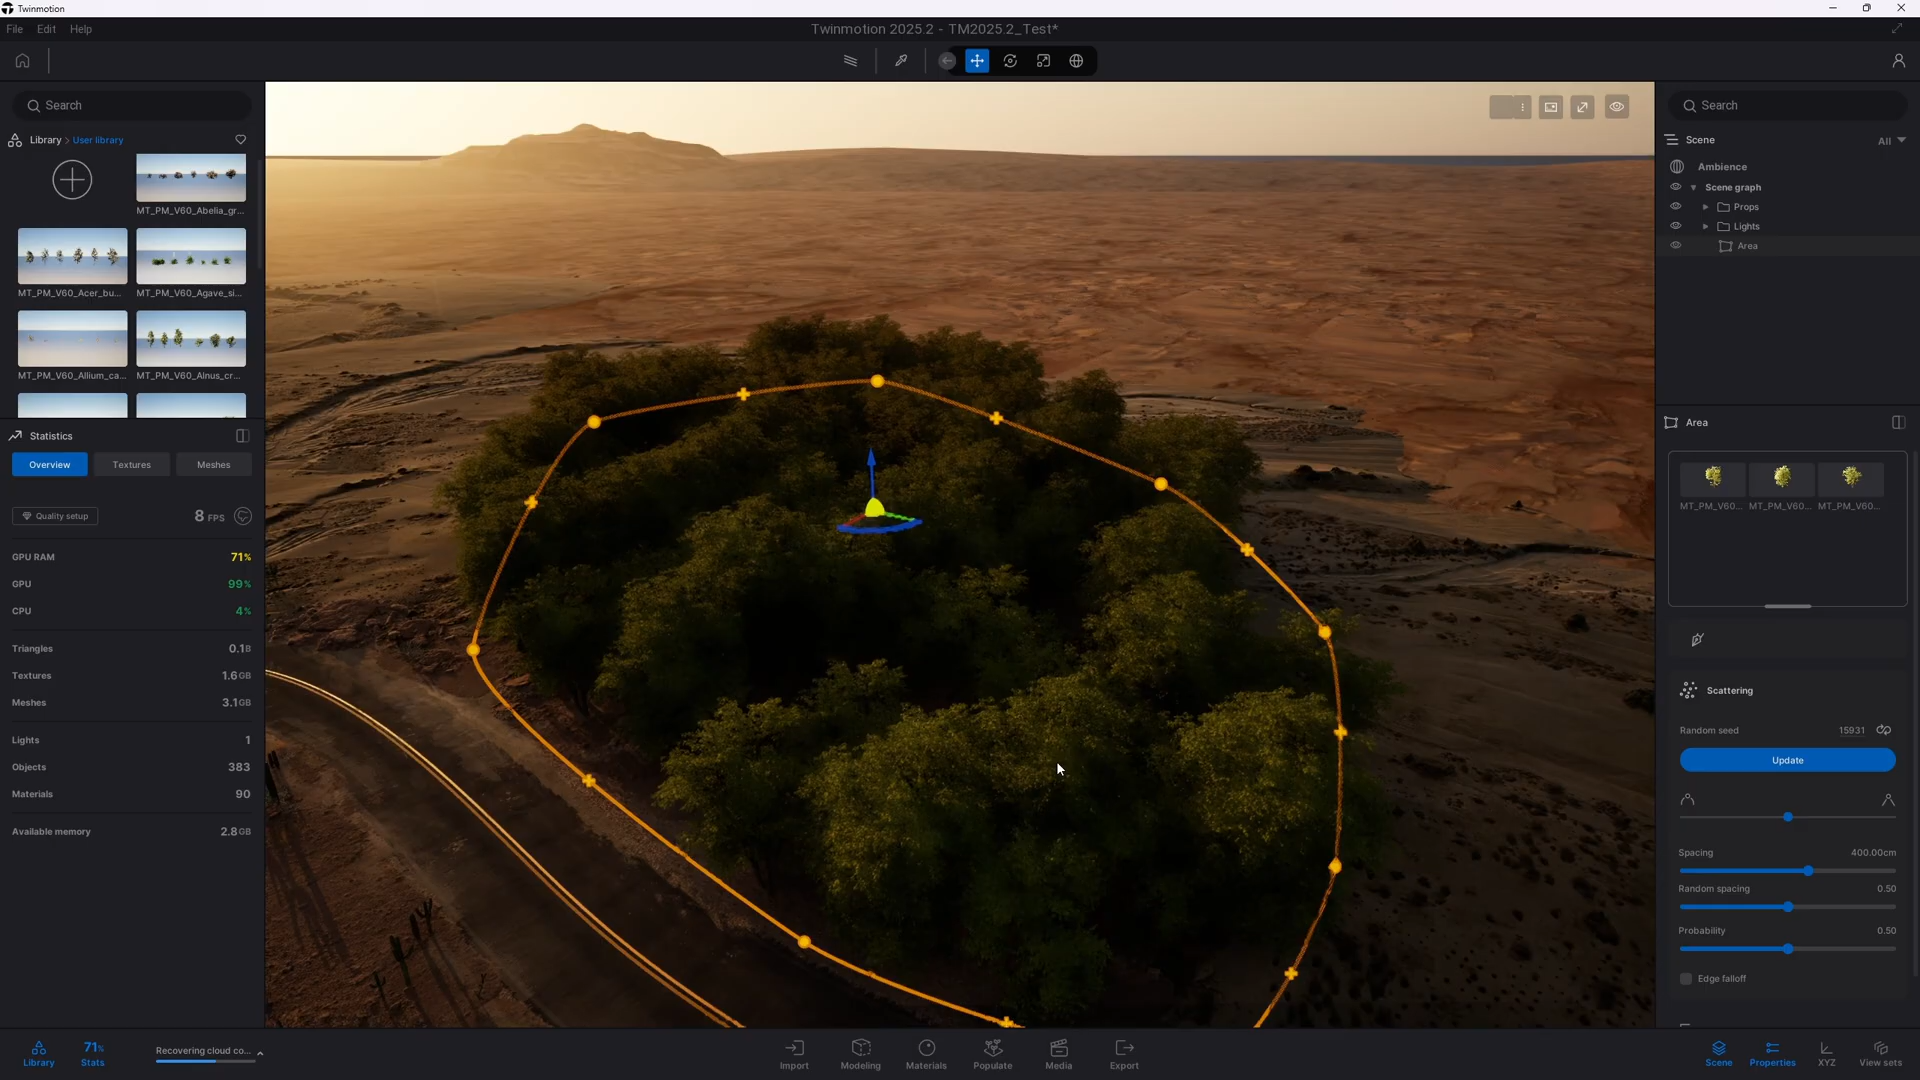 Twinmotion
File Edit Help
Twinmotion 2025.2 - TM2025.2_Test*
Search
Library > User library
MT_PM_V60_Abelia_gr...
MT_PM_V60_Acer_bu... MT_PM_V60_Agave_si...
MT_PM_V60_Allium_ca... MT_PM_V60_Alnus_cr...
Statistics
Overview Textures Meshes
Quality setup 8 FPS
GPU RAM 71%
GPU 99%
CPU 4%
Triangles 0.1B
Textures 1.6GB
Meshes 3.1GB
Lights 1
Objects 383
Materials 90
Available memory 2.8GB
Search
Scene All
Ambience
Scene graph
Props
Lights
Area
Area
MT_PM_V60... MT_PM_V60... MT_PM_V60...
Scattering
Random seed 15931
Update
Spacing 400.00cm
Random spacing 0.50
Probability 0.50
Edge falloff
Library
71%
Stats
Recovering cloud co...
Import Modeling Materials Populate Media Export
Scene Properties XYZ View sets